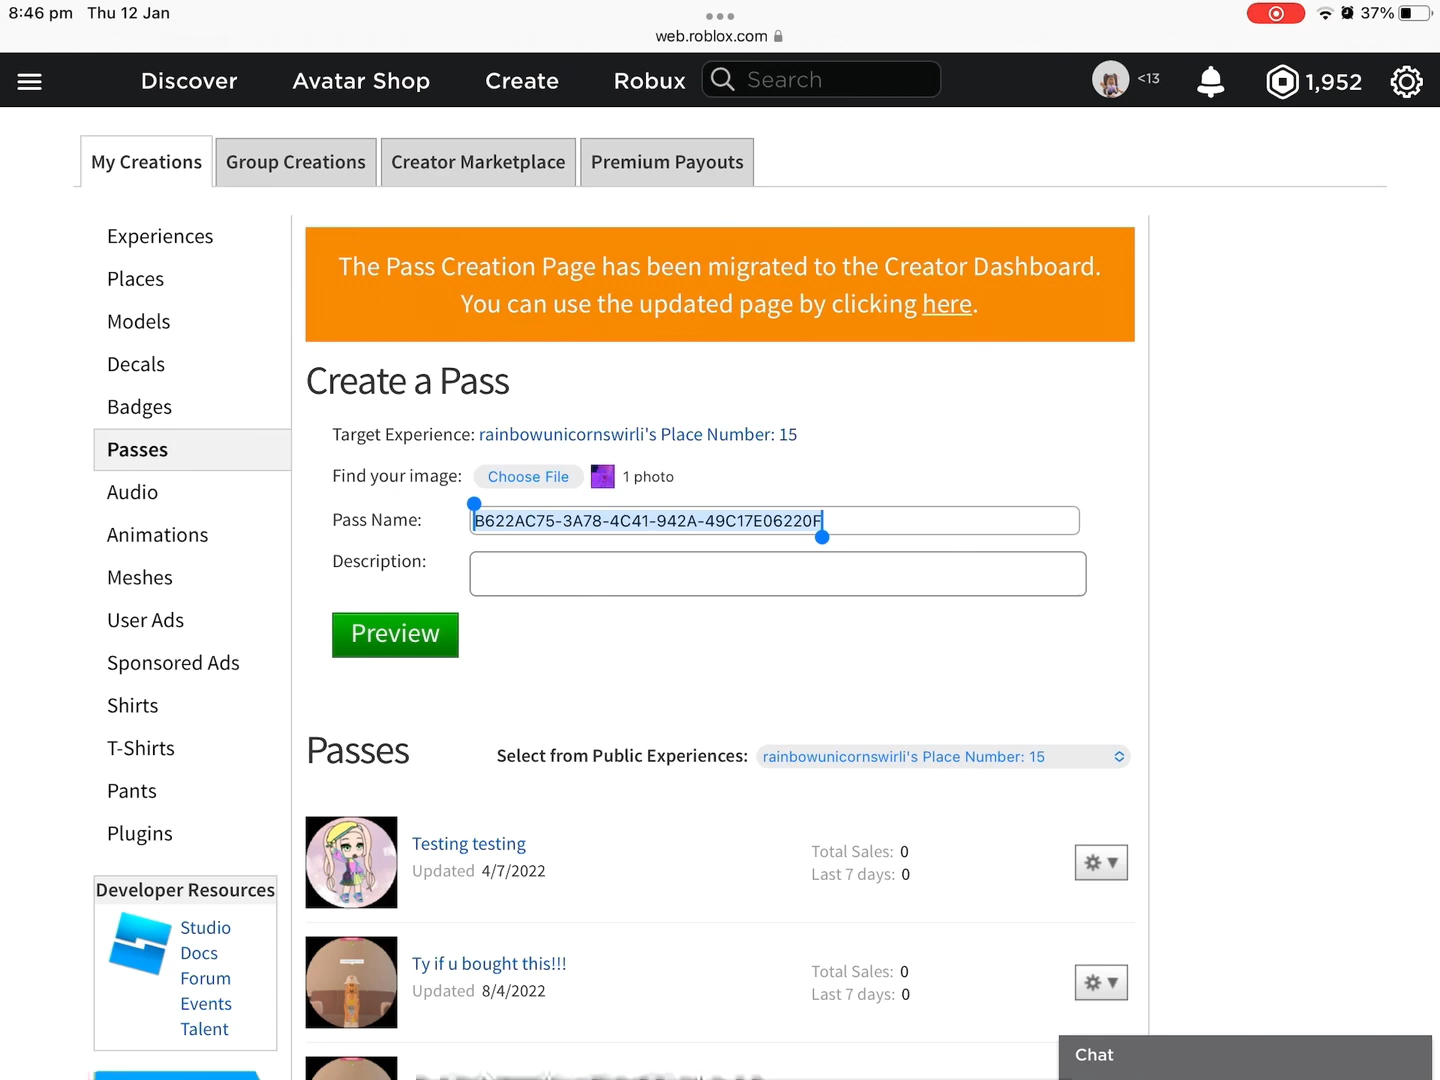 8:46 pm Thu 12 Jan
37%
web.roblox.com
Discover Avatar Shop Create Robux Search <13 1,952
My Creations Group Creations Creator Marketplace Premium Payouts
Experiences
Places
Models
Decals
Badges
Passes
Audio
Animations
Meshes
User Ads
Sponsored Ads
Shirts
T-Shirts
Pants
Plugins
Developer Resources
Studio
Docs
Forum
Events
Talent
The Pass Creation Page has been migrated to the Creator Dashboard.
You can use the updated page by clicking here.
Create a Pass
Target Experience: rainbowunicornswirli's Place Number: 15
Find your image: Choose File 1 photo
Pass Name: B622AC75-3A78-4C41-942A-49C17E06220F
Description:
Preview
Passes Select from Public Experiences: rainbowunicornswirli's Place Number: 15
Testing testing
Updated 4/7/2022
Total Sales: 0
Last 7 days: 0
Ty if u bought this!!!
Updated 8/4/2022
Total Sales: 0
Last 7 days: 0
Chat